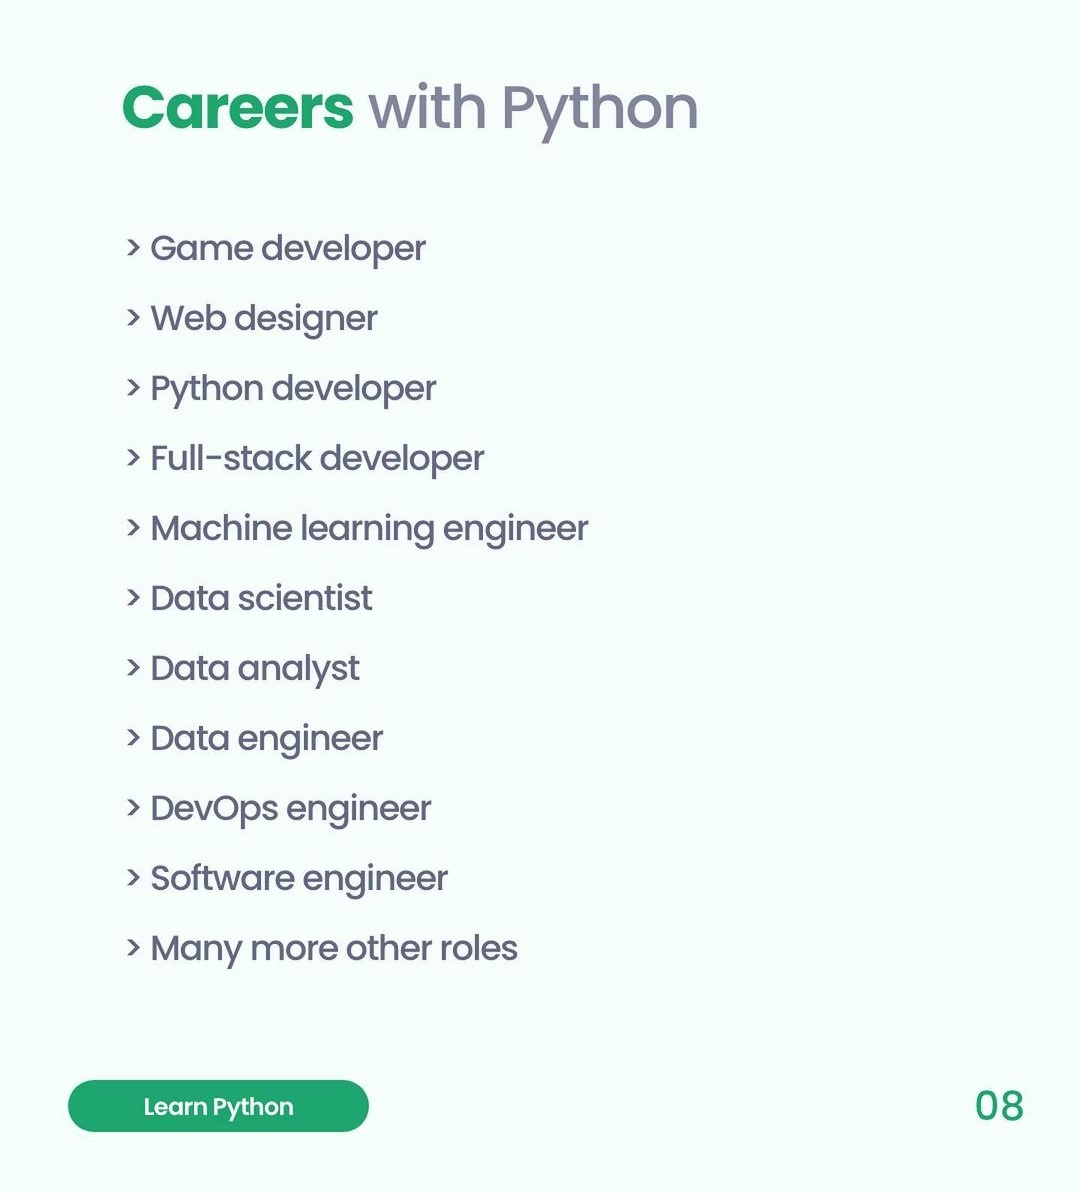 Careers with Python
> Game developer
> Web designer
> Python developer
> Full-stack developer
> Machine learning engineer
> Data scientist
> Data analyst
> Data engineer
> DevOps engineer
> Software engineer
> Many more other roles
Learn Python
08